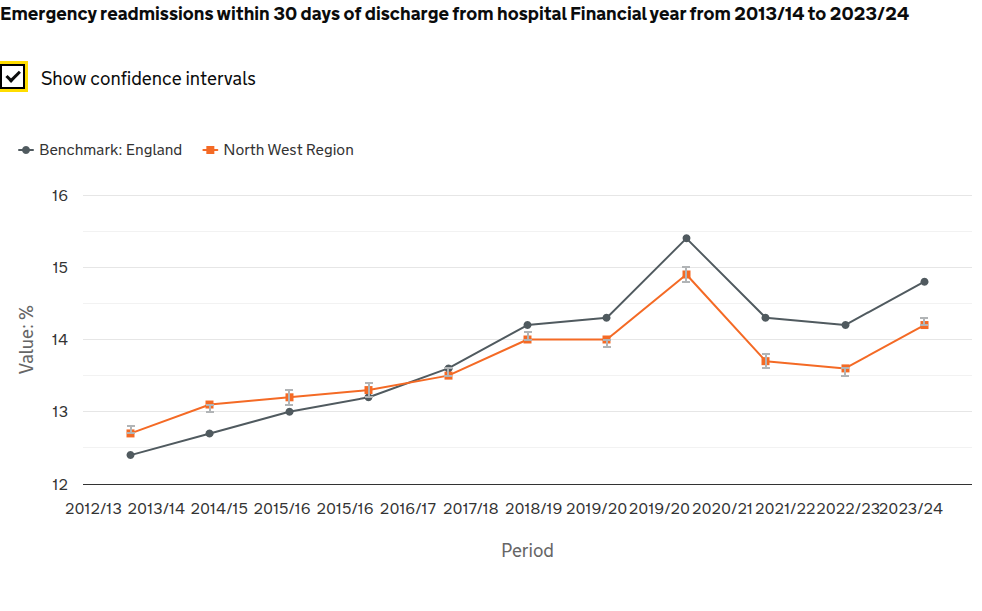 Emergency readmissions within 30 days of discharge from hospital Financial year from 2013/14 to 2023/24
Show confidence intervals
Benchmark: England North West Region
16
15
14
13
12
Value: %
2012/13 2013/14 2014/15 2015/16 2015/16 2016/17 2017/18 2018/19 2019/20 2019/20 2020/21 2021/22 2022/23 2023/24
Period